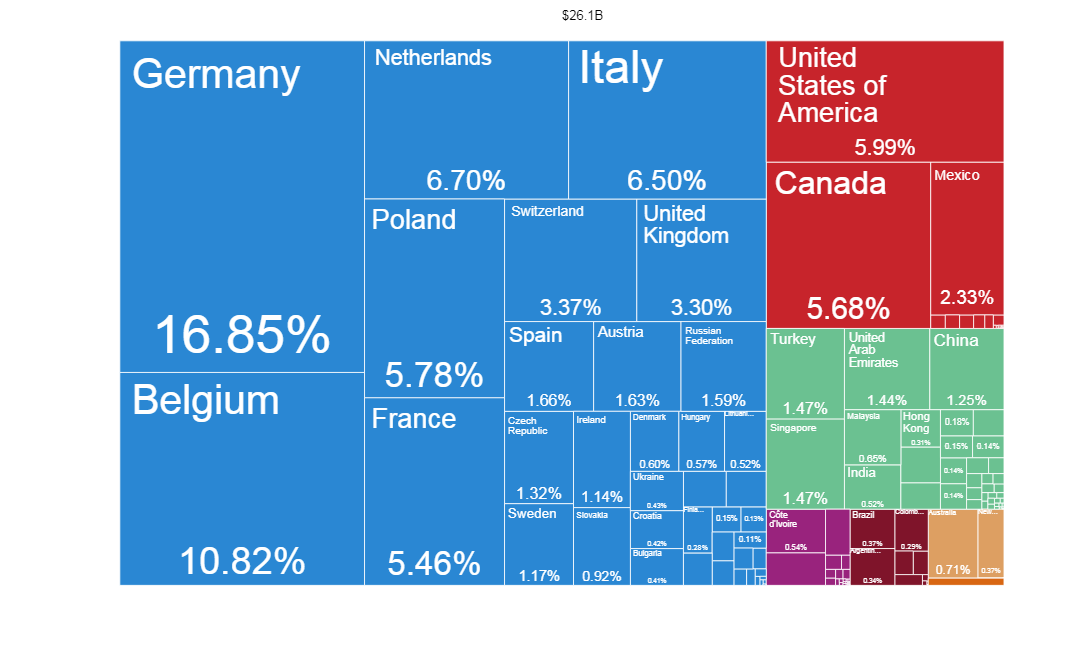 $26.1B
Germany
16.85%
Belgium
10.82%
Netherlands
6.70%
Italy
6.50%
Poland
5.78%
France
5.46%
Switzerland
3.37%
United
Kingdom
3.30%
Spain
1.66%
Austria
1.63%
Russian
Federation
1.59%
Czech
Republic
1.32%
Ireland
1.14%
Denmark
0.60%
Hungary
0.57%
0.52%
Sweden
1.17%
Slovakia
0.92%
Ukraine
0.43%
Croatia
0.42%
Bulgaria
0.41%
0.28%
0.15%
0.13%
0.11%
United
States of
America
5.99%
Canada
5.68%
Mexico
2.33%
Turkey
1.47%
United
Arab
Emirates
1.44%
China
1.25%
Singapore
1.47%
Malaysia
0.65%
Hong
Kong
0.31%
India
0.52%
0.18%
0.15%
0.14%
0.14%
0.14%
Côte
d'Ivoire
0.54%
Brazil
0.37%
0.34%
Colomb...
0.29%
Australia
0.71%
New...
0.37%